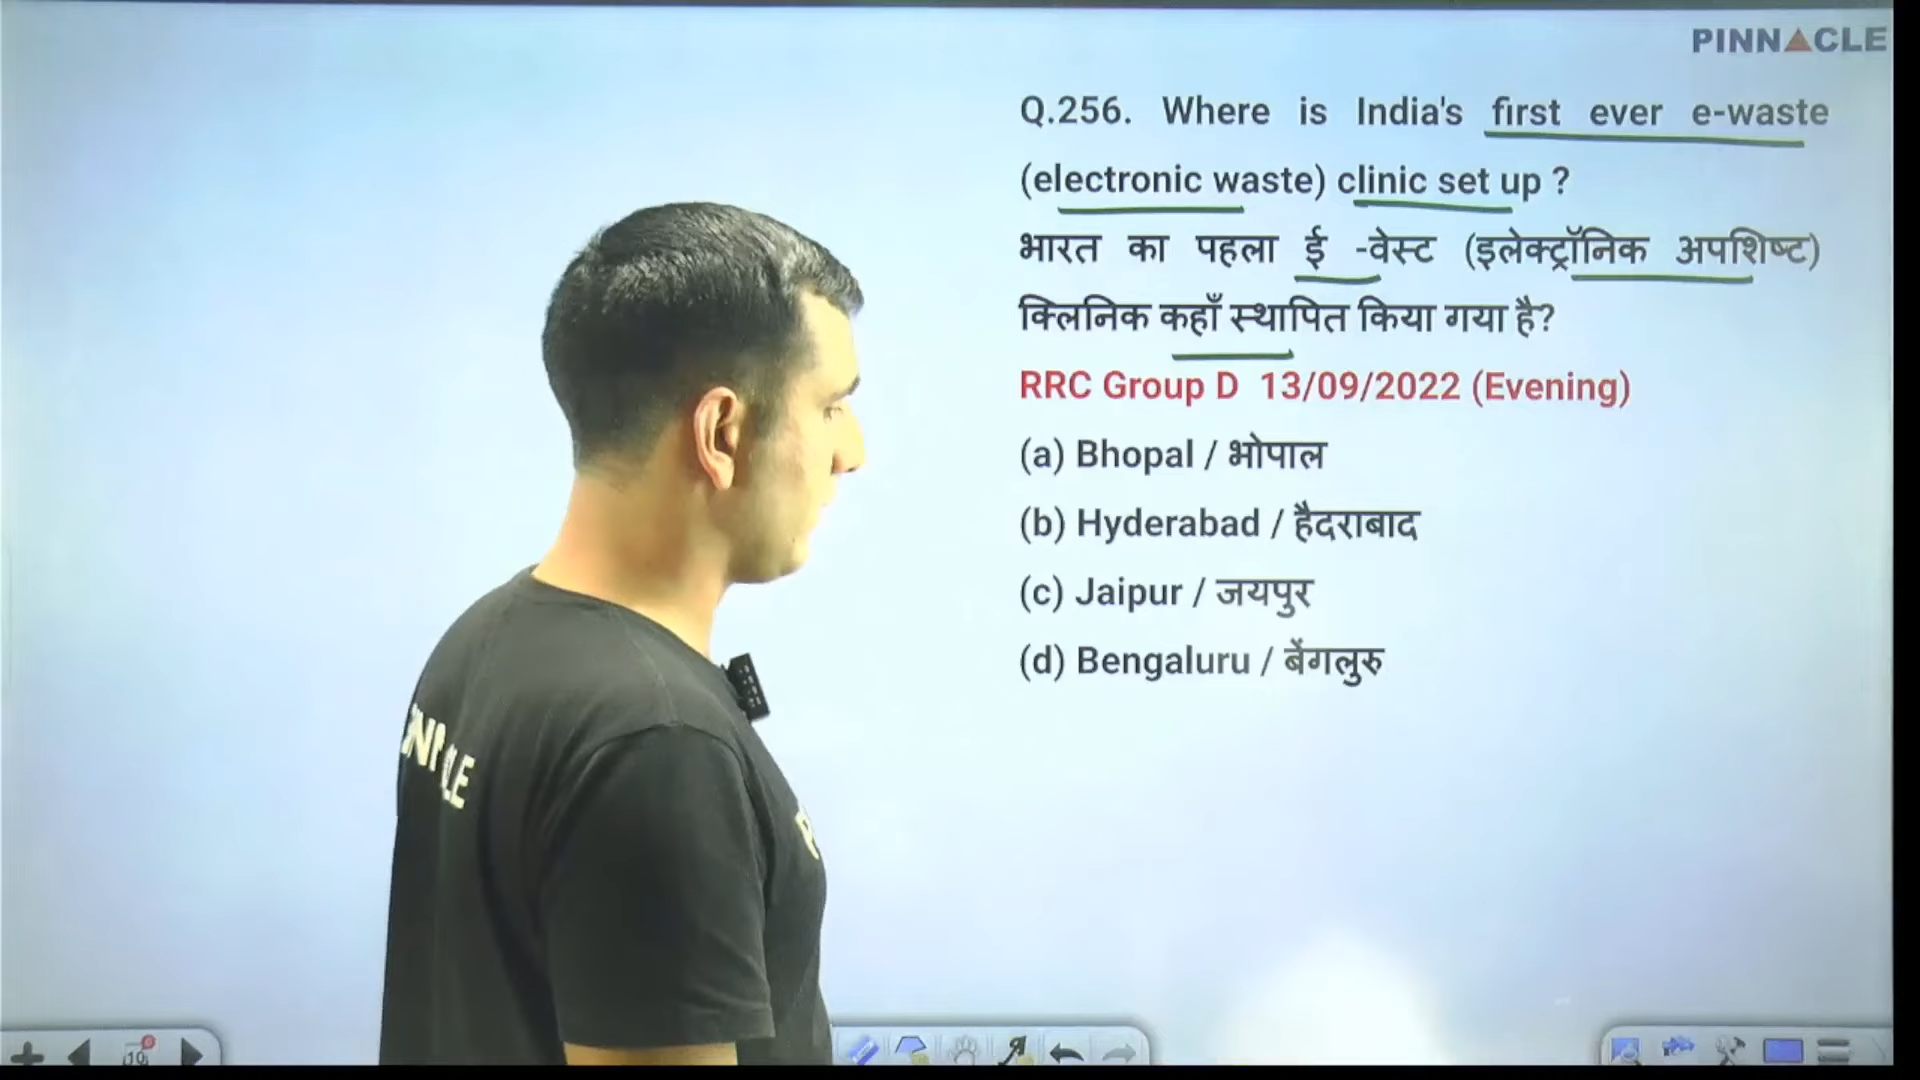 PINNACLE
Q.256. Where is India's first ever e-waste
(electronic waste) clinic set up ?
भारत का पहला ई -वेस्ट (इलेक्ट्रॉनिक अपशिष्ट)
क्लिनिक कहाँ स्थापित किया गया है?
RRC Group D 13/09/2022 (Evening)
(a) Bhopal / भोपाल
(b) Hyderabad / हैदराबाद
(c) Jaipur / जयपुर
(d) Bengaluru / बेंगलुरु
10